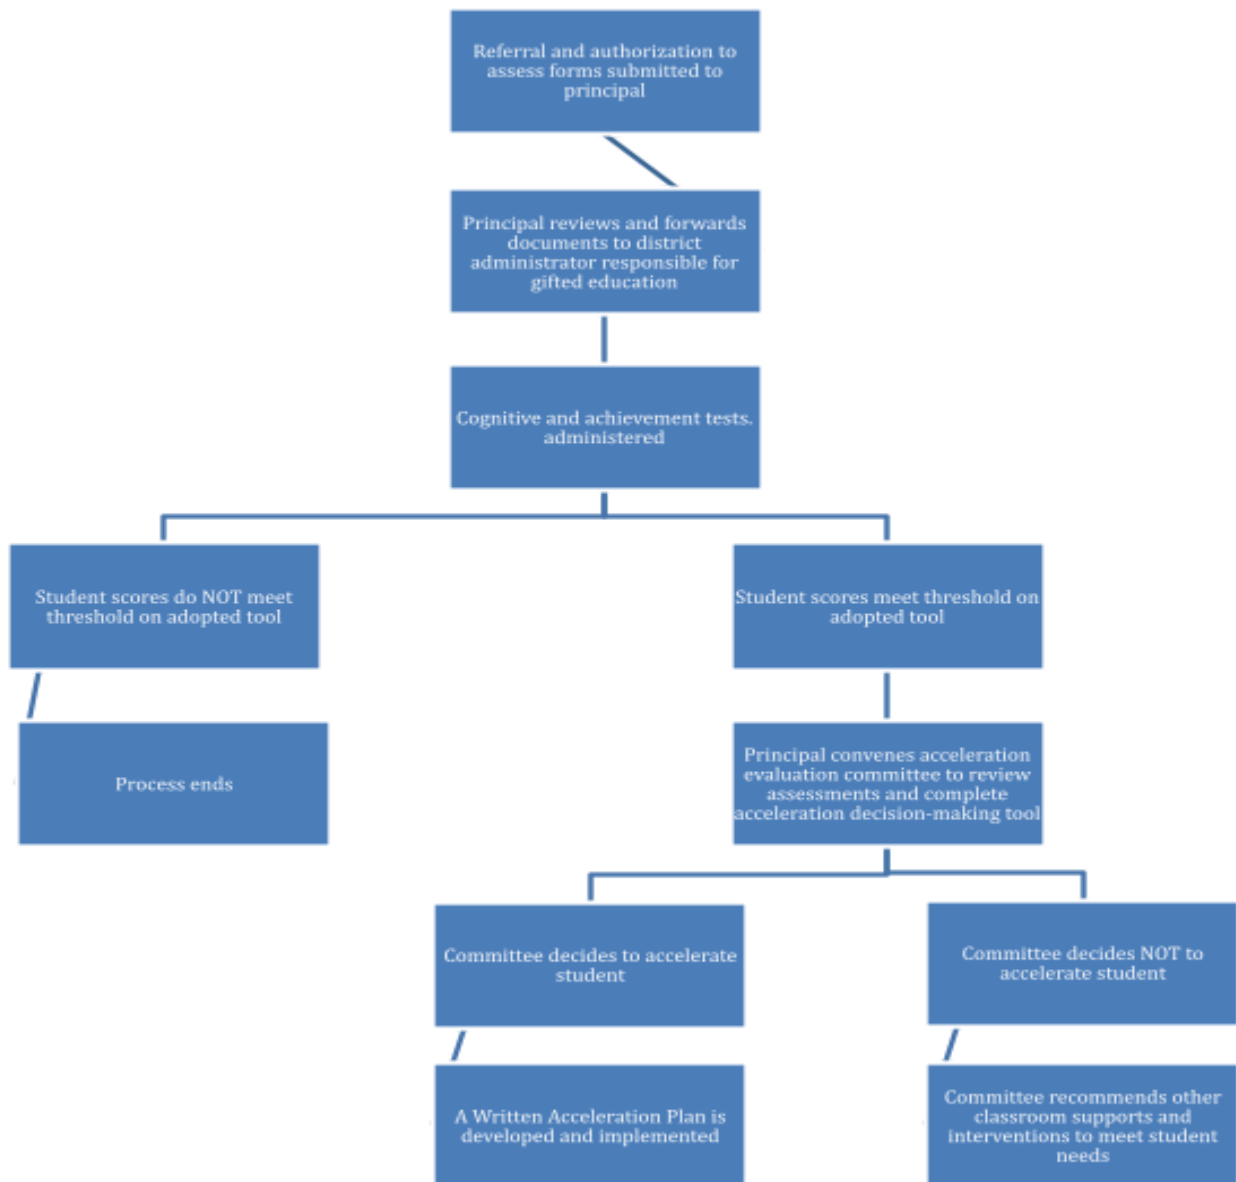 Referral and authorization to
assess forms submitted to
principal
Principal reviews and forwards
documents to district
administrator responsible for
gifted education
Cognitive and achievement tests.
administered
Student scores do NOT meet
threshold on adopted tool
Student scores meet threshold on
adopted tool
Process ends
Principal convenes acceleration
evaluation committee to review
assessments and complete
acceleration decision-making tool
Committee decides to accelerate
student
Committee decides NOT to
accelerate student
A Written Acceleration Plan is
developed and implemented
Committee recommends other
classroom supports and
interventions to meet student
needs